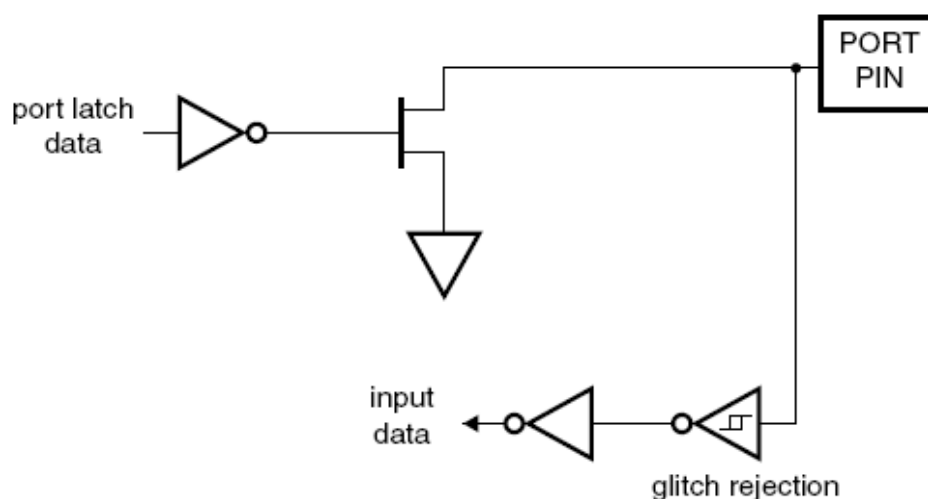 PORT
PIN
port latch
data
input
data
glitch rejection